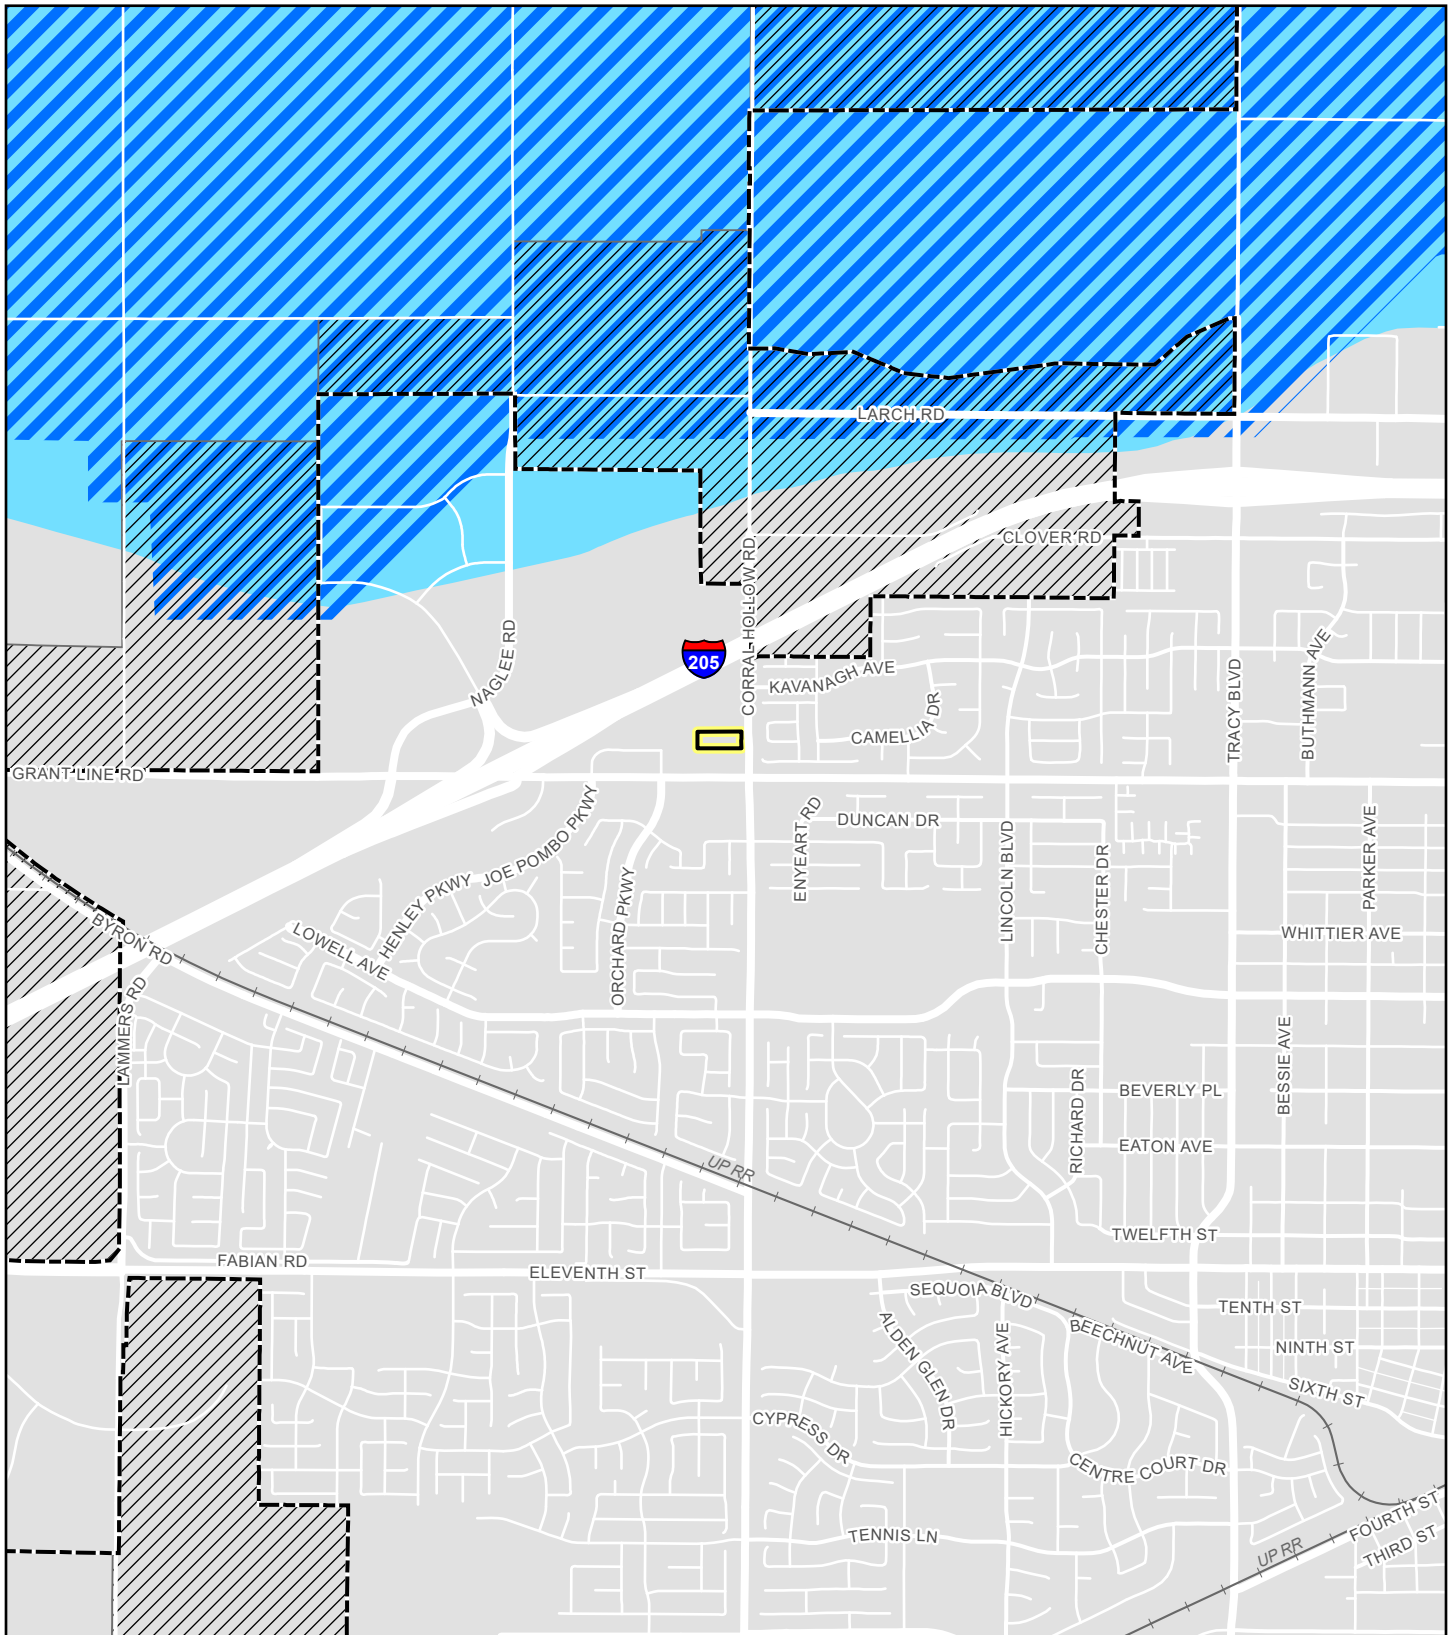 LARCH RD
CLOVER RD
CORRAL HOLLOW RD
NAGLEE RD
205
KAVANAGH AVE
TRACY BLVD
BUTHMANN AVE
CAMELLIA DR
GRANT LINE RD
JOE POMBO PKWY
ENYEART RD
DUNCAN DR
LINCOLN BLVD
CHESTER DR
PARKER AVE
HENLEY PKWY
ORCHARD PKWY
BYRON RD
LOWELL AVE
WHITTIER AVE
LAMMERS RD
BESSIE AVE
RICHARD DR
BEVERLY PL
EATON AVE
UP RR
TWELFTH ST
FABIAN RD
ELEVENTH ST
SEQUOIA BLVD
TENTH ST
ALDEN GLEN DR
HICKORY AVE
BEECHNUT AVE
NINTH ST
SIXTH ST
CYPRESS DR
CENTRE COURT DR
TENNIS LN
UP RR
FOURTH ST
THIRD ST